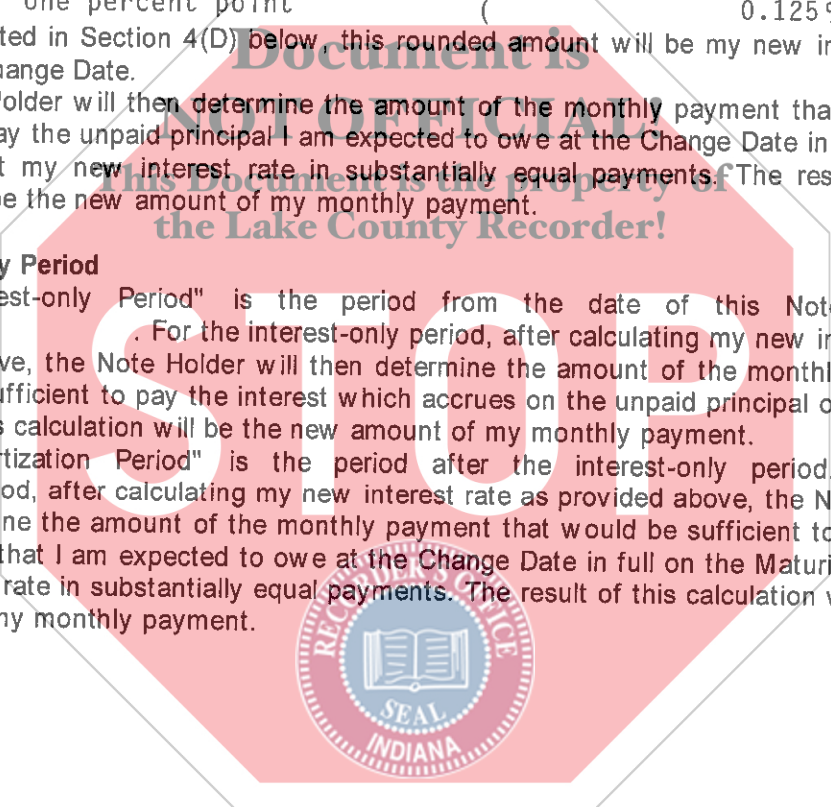 one percent point ( 0.125%
ted in Section 4(D) below, this rounded amount will be my new in
hange Date.
older will then determine the amount of the monthly payment tha
ay the unpaid principal I am expected to owe at the Change Date in
t my new interest rate in substantially equal payments. The res
e the new amount of my monthly payment.
Document is
NOT OFFICIAL!
This Document is the property of
the Lake County Recorder!
y Period
est-only Period" is the period from the date of this Not
. For the interest-only period, after calculating my new in
ve, the Note Holder will then determine the amount of the monthl
ufficient to pay the interest which accrues on the unpaid principal o
s calculation will be the new amount of my monthly payment.
rtization Period" is the period after the interest-only period.
od, after calculating my new interest rate as provided above, the N
ne the amount of the monthly payment that would be sufficient to
that I am expected to owe at the Change Date in full on the Maturi
rate in substantially equal payments. The result of this calculation w
ny monthly payment.
STOP
RECORDER'S OFFICE
SEAL
INDIANA